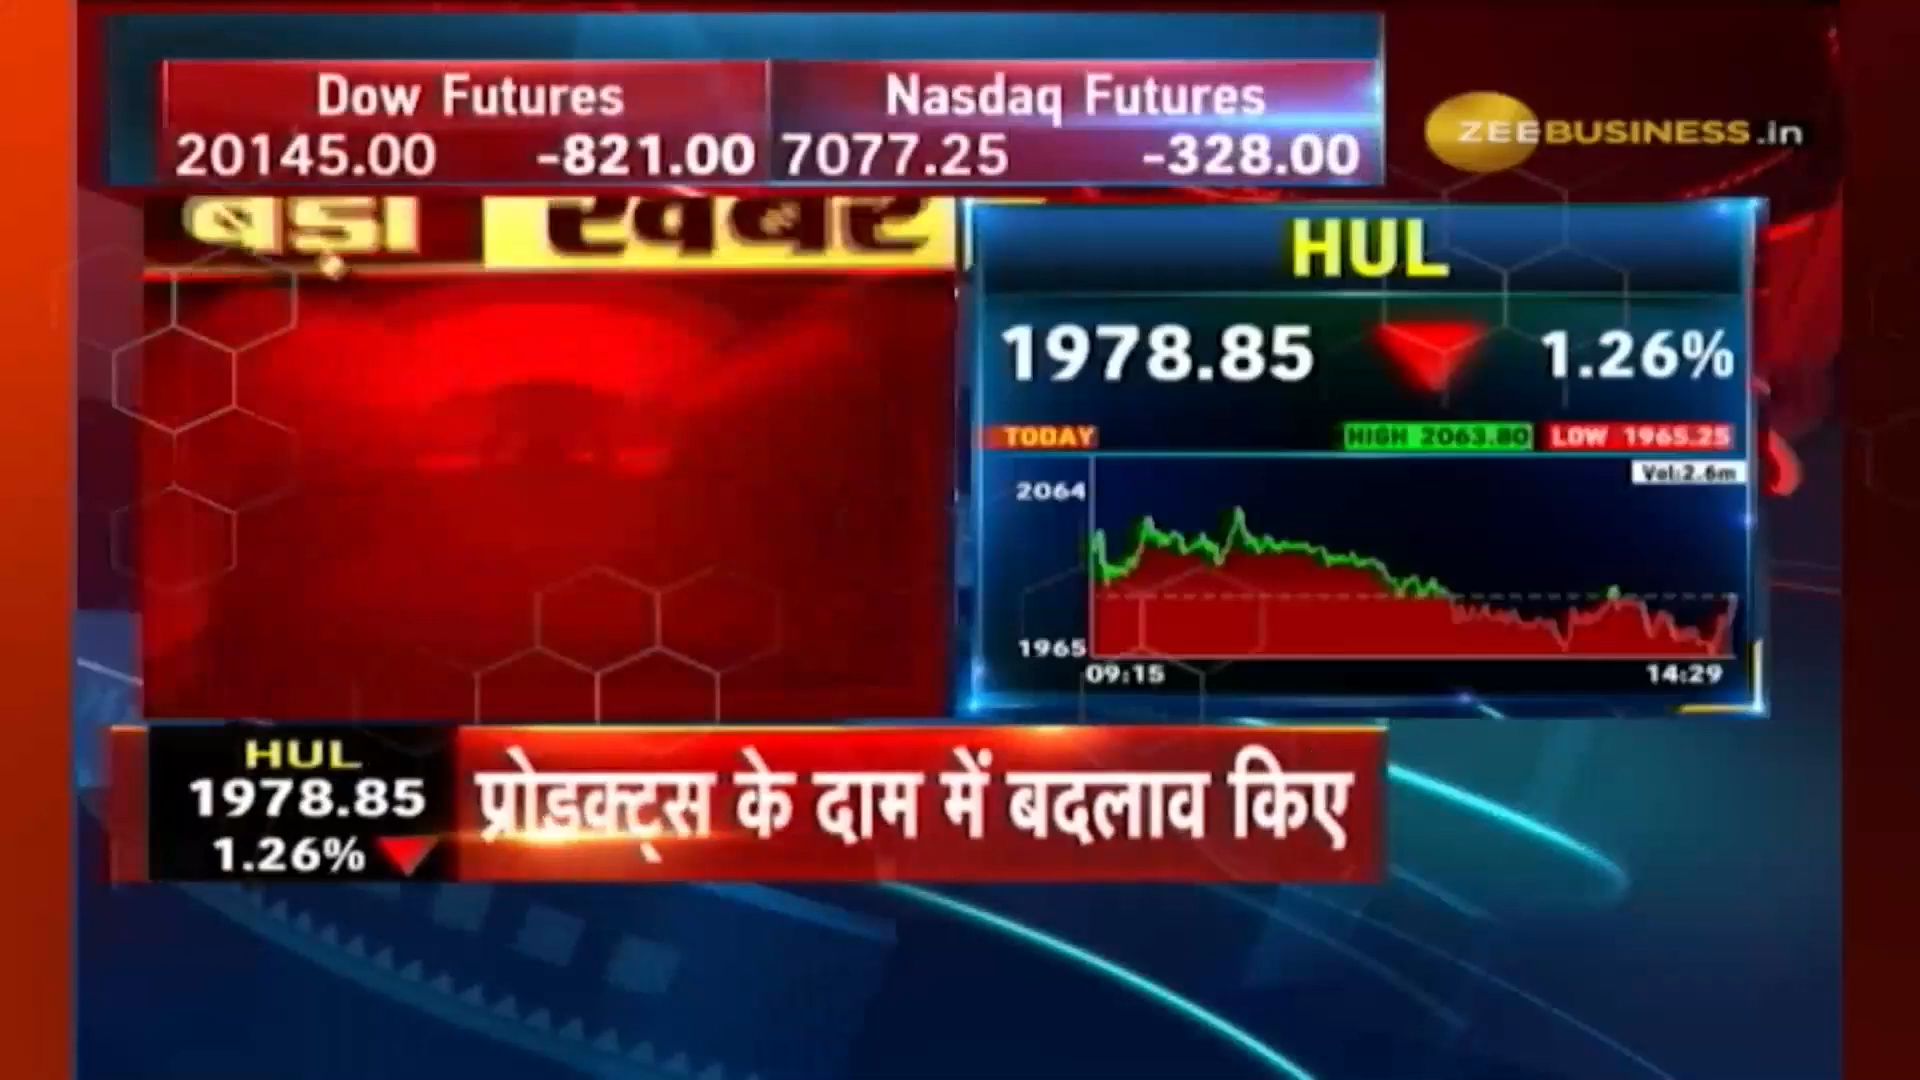 Dow Futures
20145.00 -821.00
Nasdaq Futures
7077.25 -328.00
ZEEBUSINESS.in
बड़ी खबर
HUL
1978.85 1.26%
TODAY HIGH 2063.80 LOW 1965.25
Vol:2.6m
2064
1965
09:15 14:29
HUL
1978.85
1.26%
प्रोडक्ट्स के दाम में बदलाव किए